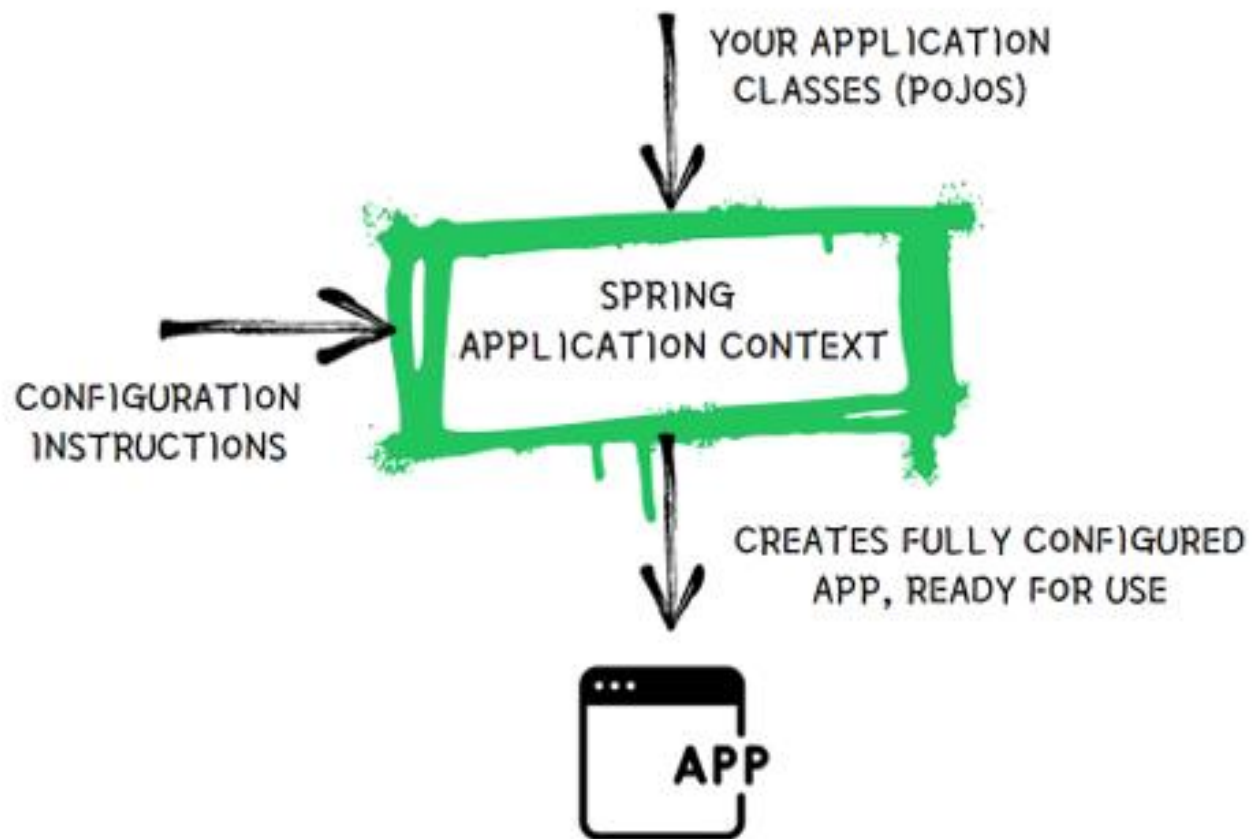 YOUR APPLICATION
CLASSES (POJOS)
SPRING
APPLICATION CONTEXT
CONFIGURATION
INSTRUCTIONS
CREATES FULLY CONFIGURED
APP, READY FOR USE
APP